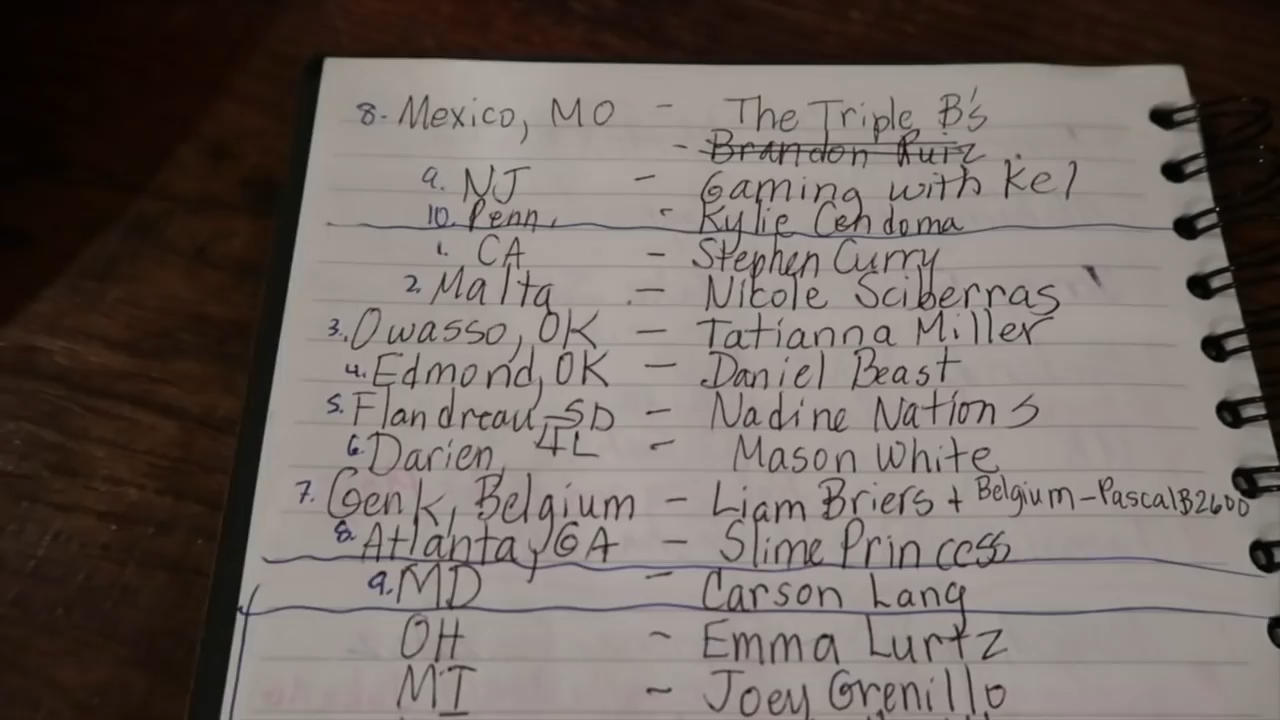 8. Mexico, MO - The Triple B's
- Brandon Ruiz
9. NJ - Gaming with Kel
10. Penn. - Kylie Cendoma
1. CA - Stephen Curry
2. Malta - Nicole Sciberras
3. Owasso, OK - Tatianna Miller
4. Edmond, OK - Daniel Beast
5. Flandreau, SD - Nadine Nations
6. Darien, IL - Mason White
7. Genk, Belgium - Liam Briers + Belgium - PascalB2600
8. Atlanta, GA - Slime Princess
9. MD - Carson Lang
OH - Emma Lurtz
MI - Joey Grenillo